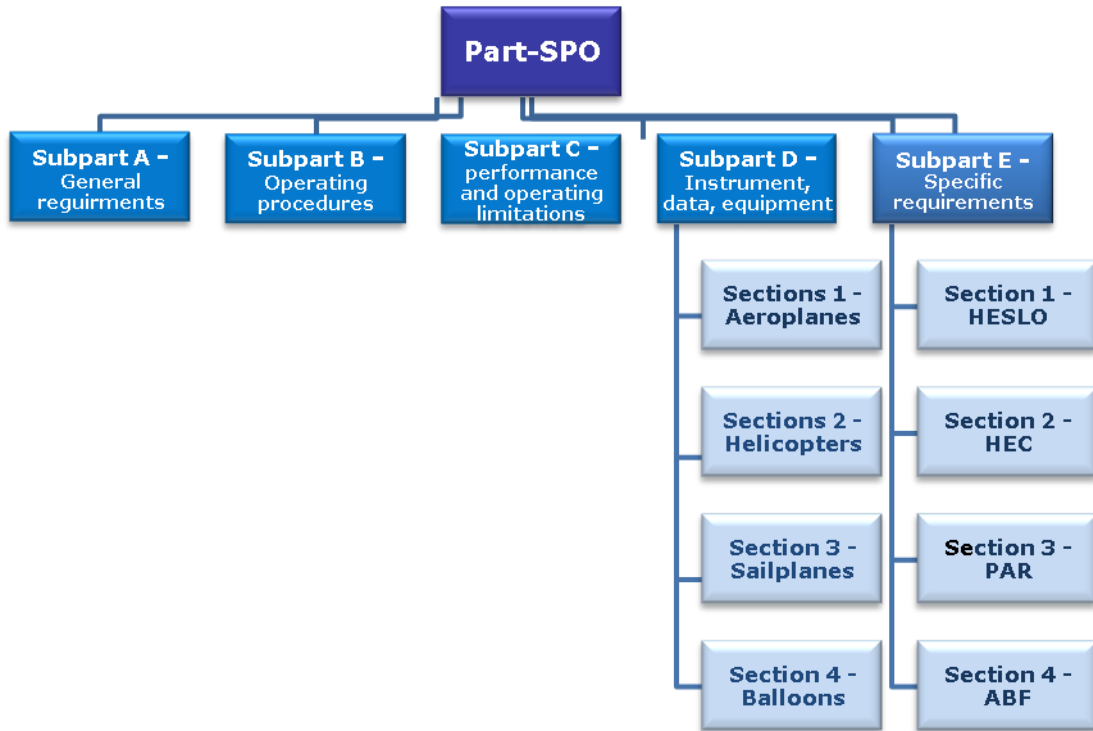 Part-SPO
Subpart A –
General
reguirments
Subpart B –
Operating
procedures
Subpart C –
performance
and operating
limitations
Subpart D –
Instrument,
data, equipment
Subpart E –
Specific
requirements
Sections 1 -
Aeroplanes
Sections 2 -
Helicopters
Section 3 -
Sailplanes
Section 4 -
Balloons
Section 1 -
HESLO
Section 2 -
HEC
Section 3 -
PAR
Section 4 -
ABF